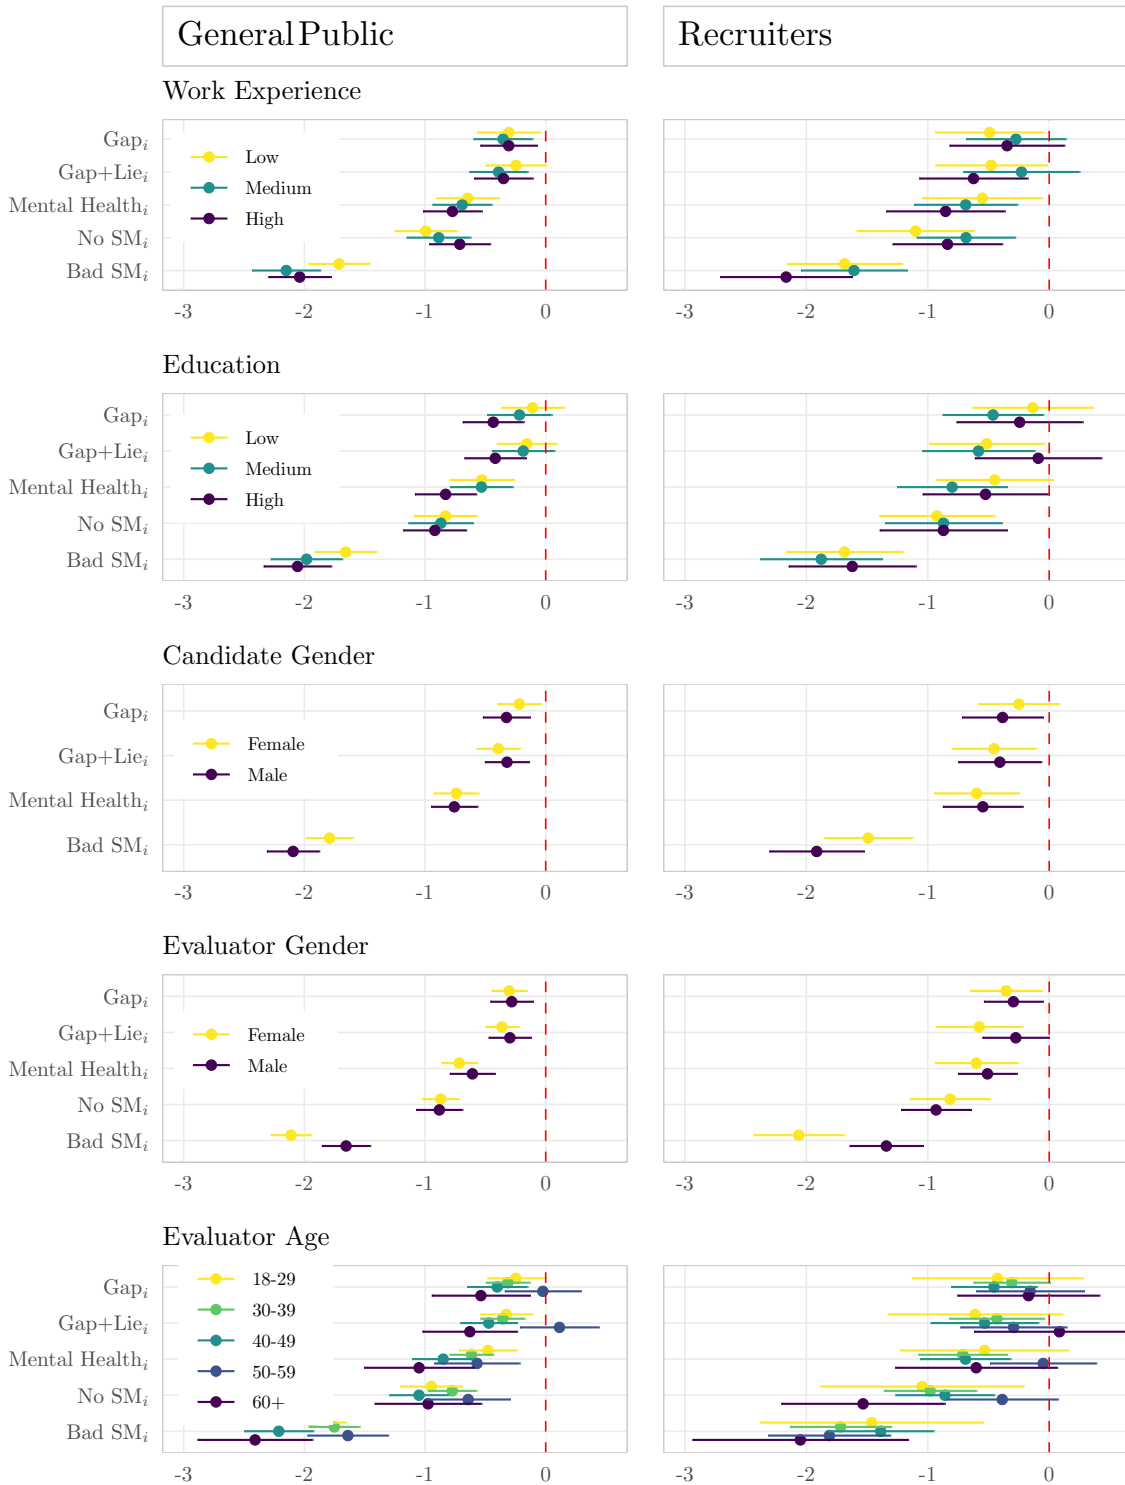 General Public
Recruiters
Work Experience
Gap_i
Gap+Lie_i
Mental Health_i
No SM_i
Bad SM_i
Low
Medium
High
-3 -2 -1 0
-3 -2 -1 0
Education
Gap_i
Gap+Lie_i
Mental Health_i
No SM_i
Bad SM_i
Low
Medium
High
-3 -2 -1 0
-3 -2 -1 0
Candidate Gender
Gap_i
Gap+Lie_i
Mental Health_i
Bad SM_i
Female
Male
-3 -2 -1 0
-3 -2 -1 0
Evaluator Gender
Gap_i
Gap+Lie_i
Mental Health_i
No SM_i
Bad SM_i
Female
Male
-3 -2 -1 0
-3 -2 -1 0
Evaluator Age
Gap_i
Gap+Lie_i
Mental Health_i
No SM_i
Bad SM_i
18-29
30-39
40-49
50-59
60+
-3 -2 -1 0
-3 -2 -1 0